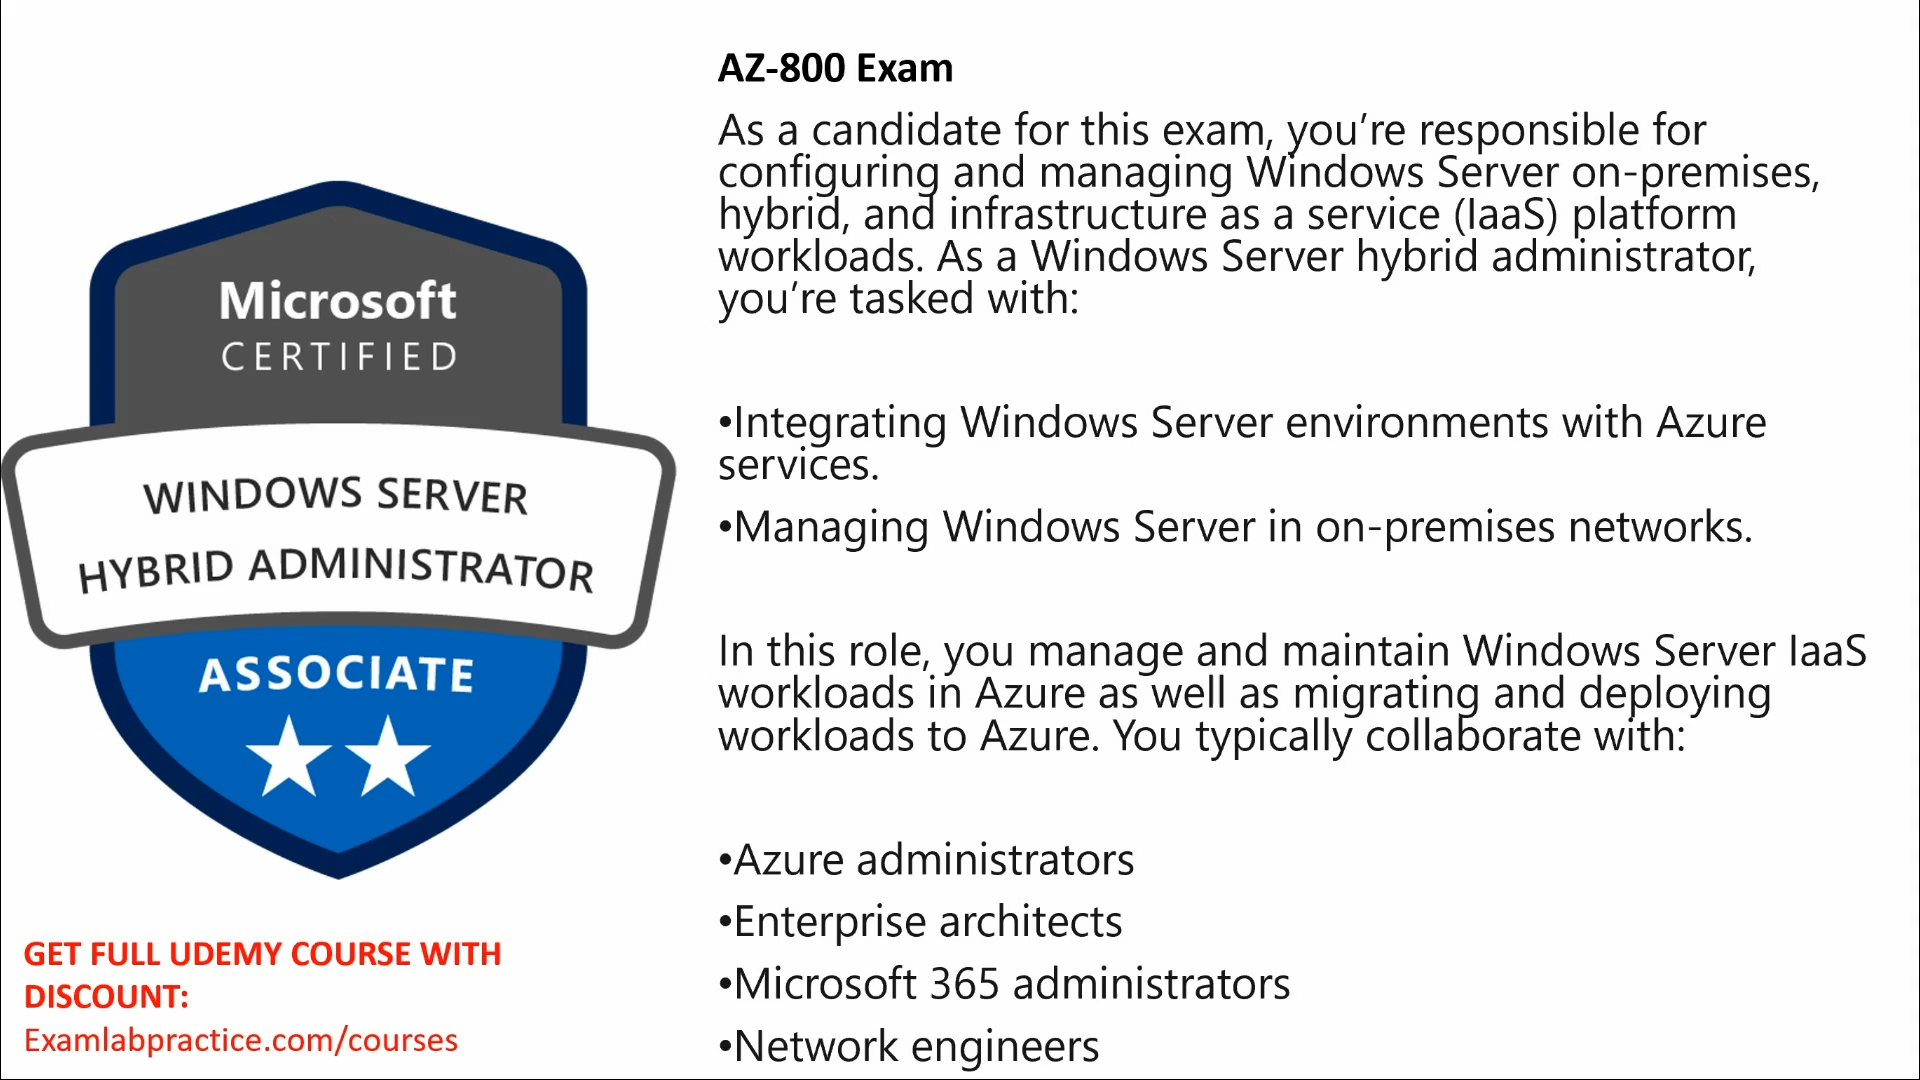 AZ-800 Exam
As a candidate for this exam, you’re responsible for
configuring and managing Windows Server on-premises,
hybrid, and infrastructure as a service (IaaS) platform
workloads. As a Windows Server hybrid administrator,
you’re tasked with:
•Integrating Windows Server environments with Azure
services.
•Managing Windows Server in on-premises networks.
In this role, you manage and maintain Windows Server IaaS
workloads in Azure as well as migrating and deploying
workloads to Azure. You typically collaborate with:
•Azure administrators
•Enterprise architects
•Microsoft 365 administrators
•Network engineers
Microsoft
CERTIFIED
WINDOWS SERVER
HYBRID ADMINISTRATOR
ASSOCIATE
GET FULL UDEMY COURSE WITH
DISCOUNT:
Examlabpractice.com/courses